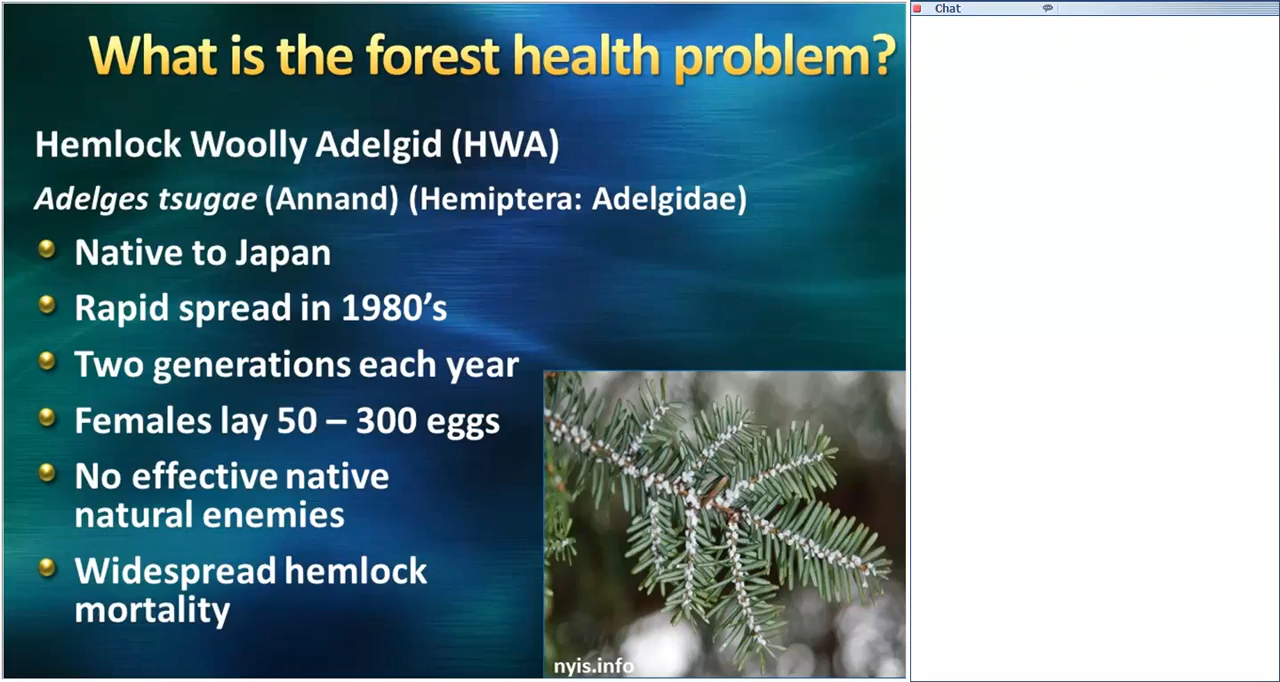 What is the forest health problem?
Hemlock Woolly Adelgid (HWA)
Adelges tsugae (Annand) (Hemiptera: Adelgidae)
Native to Japan
Rapid spread in 1980's
Two generations each year
Females lay 50 – 300 eggs
No effective native
natural enemies
Widespread hemlock
mortality
nyis.info
Chat